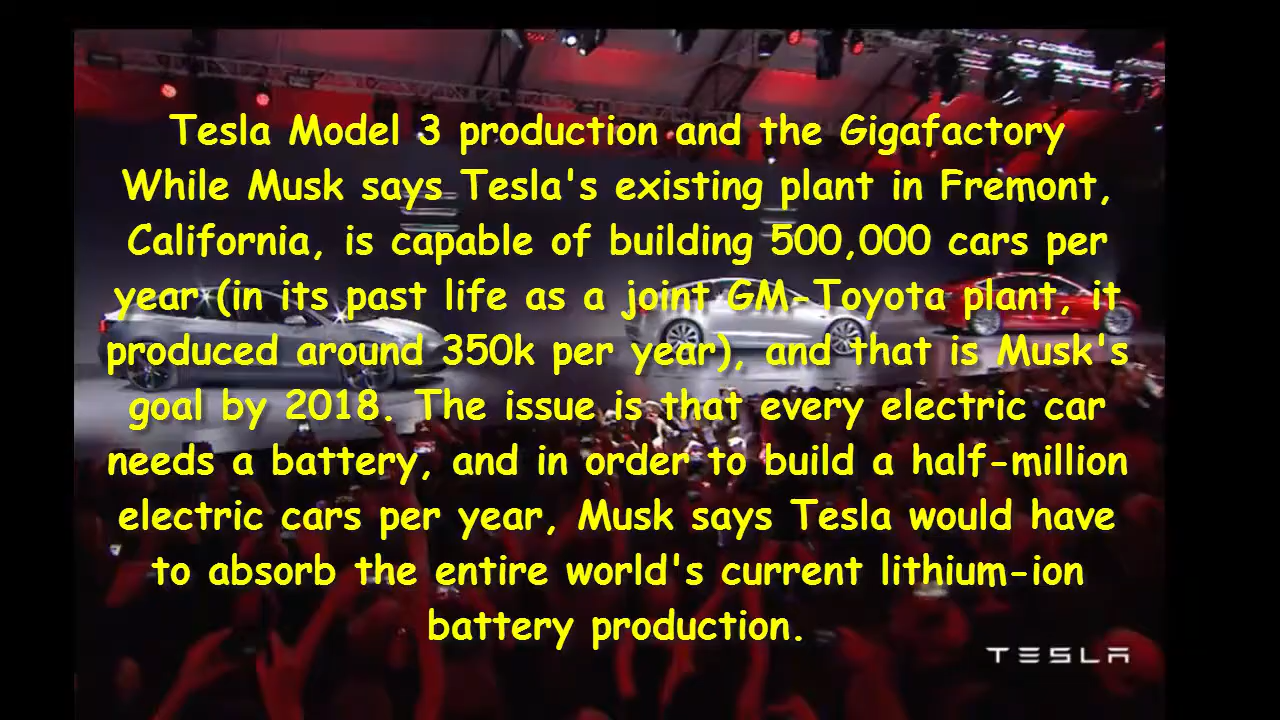 Tesla Model 3 production and the Gigafactory
While Musk says Tesla's existing plant in Fremont,
California, is capable of building 500,000 cars per
year (in its past life as a joint GM-Toyota plant, it
produced around 350k per year), and that is Musk's
goal by 2018. The issue is that every electric car
needs a battery, and in order to build a half-million
electric cars per year, Musk says Tesla would have
to absorb the entire world's current lithium-ion
battery production.
TESLA